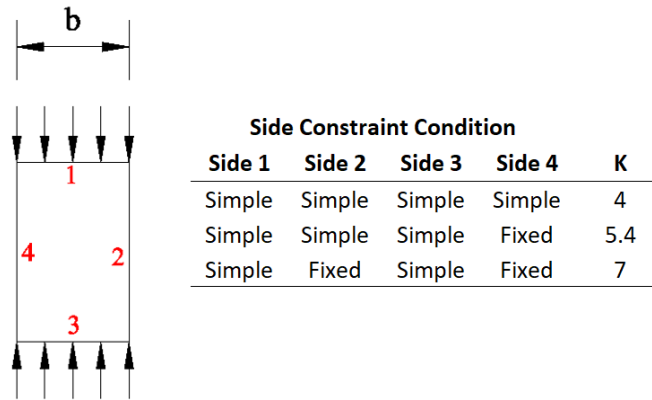 b
1
4 2
3
Side Constraint Condition
Side 1 Side 2 Side 3 Side 4 K
Simple Simple Simple Simple 4
Simple Simple Simple Fixed 5.4
Simple Fixed Simple Fixed 7